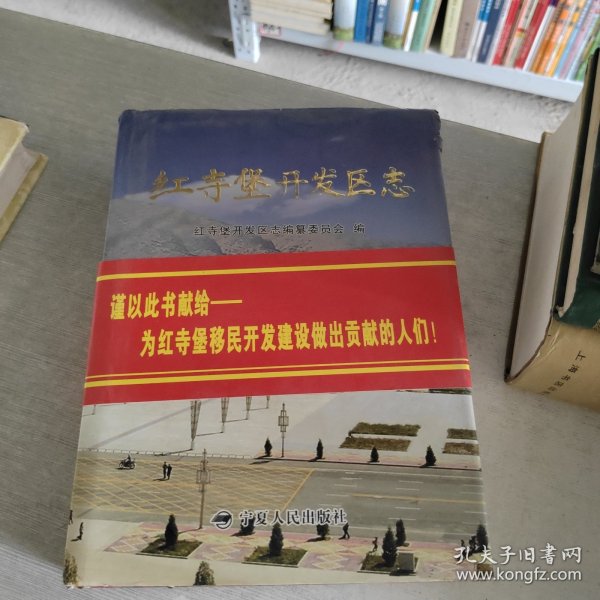 红寺堡开发区志
红寺堡开发区志编纂委员会 编
谨以此书献给——
为红寺堡移民开发建设做出贡献的人们！
宁夏人民出版社
孔夫子旧书网
www.kongfz.com